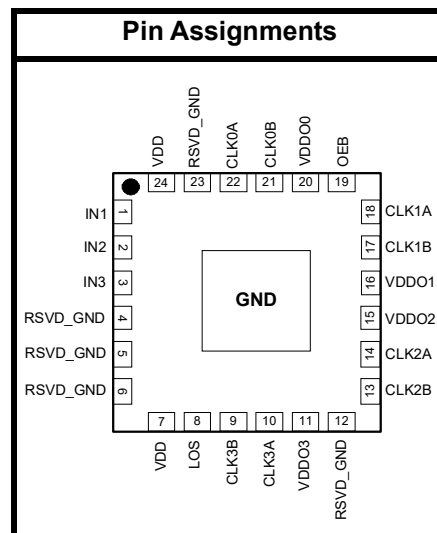 Pin Assignments
VDD
RSVD_GND
CLK0A
CLK0B
VDDO0
OEB
24
23
22
21
20
19
IN1
1
18
CLK1A
IN2
2
17
CLK1B
IN3
3
16
VDDO1
RSVD_GND
4
15
VDDO2
RSVD_GND
5
14
CLK2A
RSVD_GND
6
13
CLK2B
GND
7
8
9
10
11
12
VDD
LOS
CLK3B
CLK3A
VDDO3
RSVD_GND